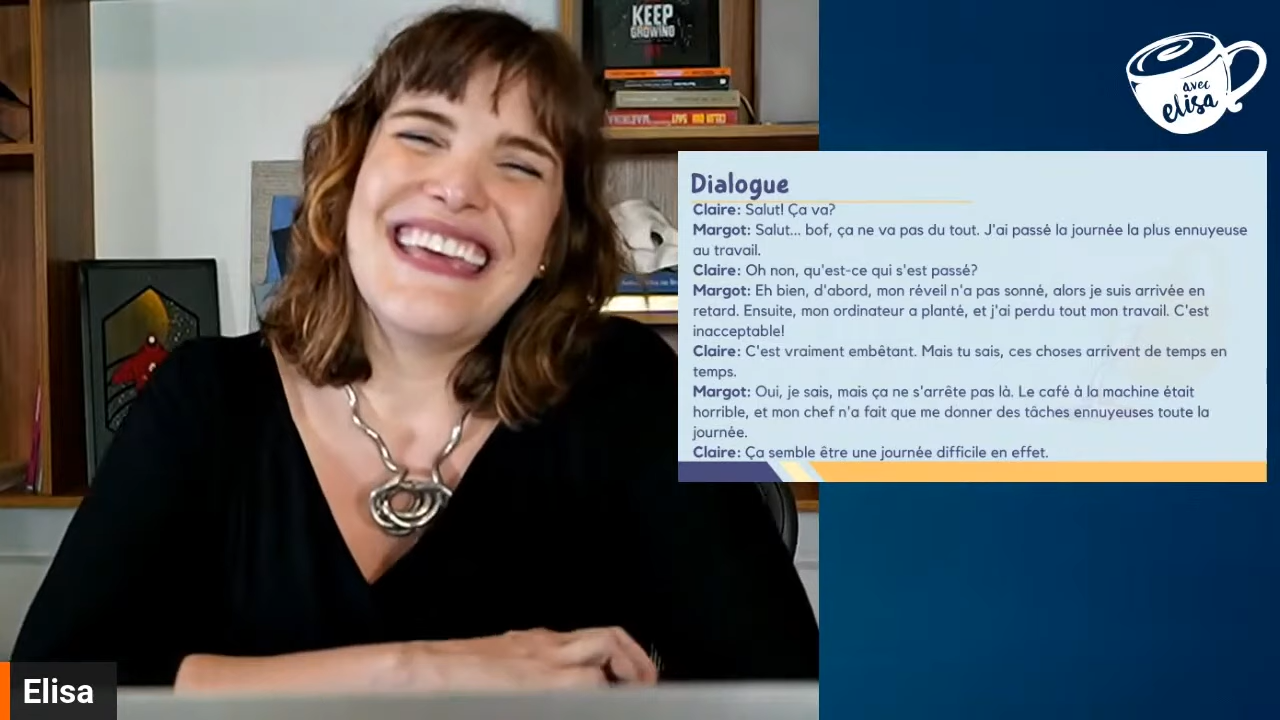 KEEP
GROWING
avec
elisa
Dialogue
Claire: Salut! Ça va?
Margot: Salut... bof, ça ne va pas du tout. J'ai passé la journée la plus ennuyeuse
au travail.
Claire: Oh non, qu'est-ce qui s'est passé?
Margot: Eh bien, d'abord, mon réveil n'a pas sonné, alors je suis arrivée en
retard. Ensuite, mon ordinateur a planté, et j'ai perdu tout mon travail. C'est
inacceptable!
Claire: C'est vraiment embêtant. Mais tu sais, ces choses arrivent de temps en
temps.
Margot: Oui, je sais, mais ça ne s'arrête pas là. Le café à la machine était
horrible, et mon chef n'a fait que me donner des tâches ennuyeuses toute la
journée.
Claire: Ça semble être une journée difficile en effet.
Elisa